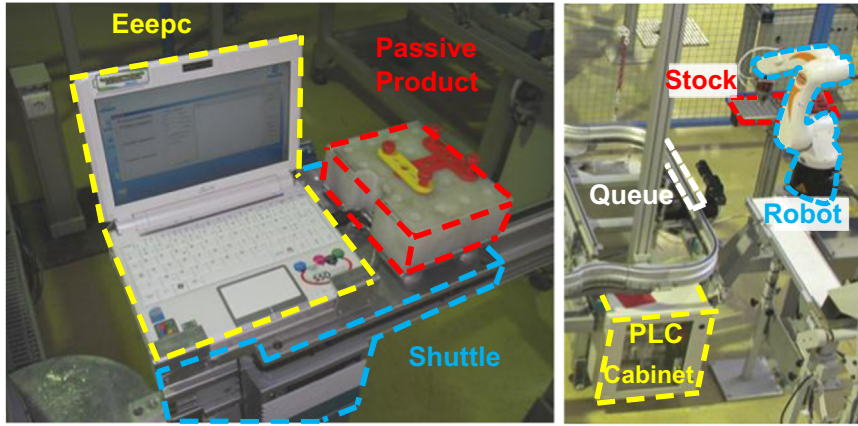 Eeepc
Passive
Product
Shuttle
Stock
Queue
Robot
PLC
Cabinet